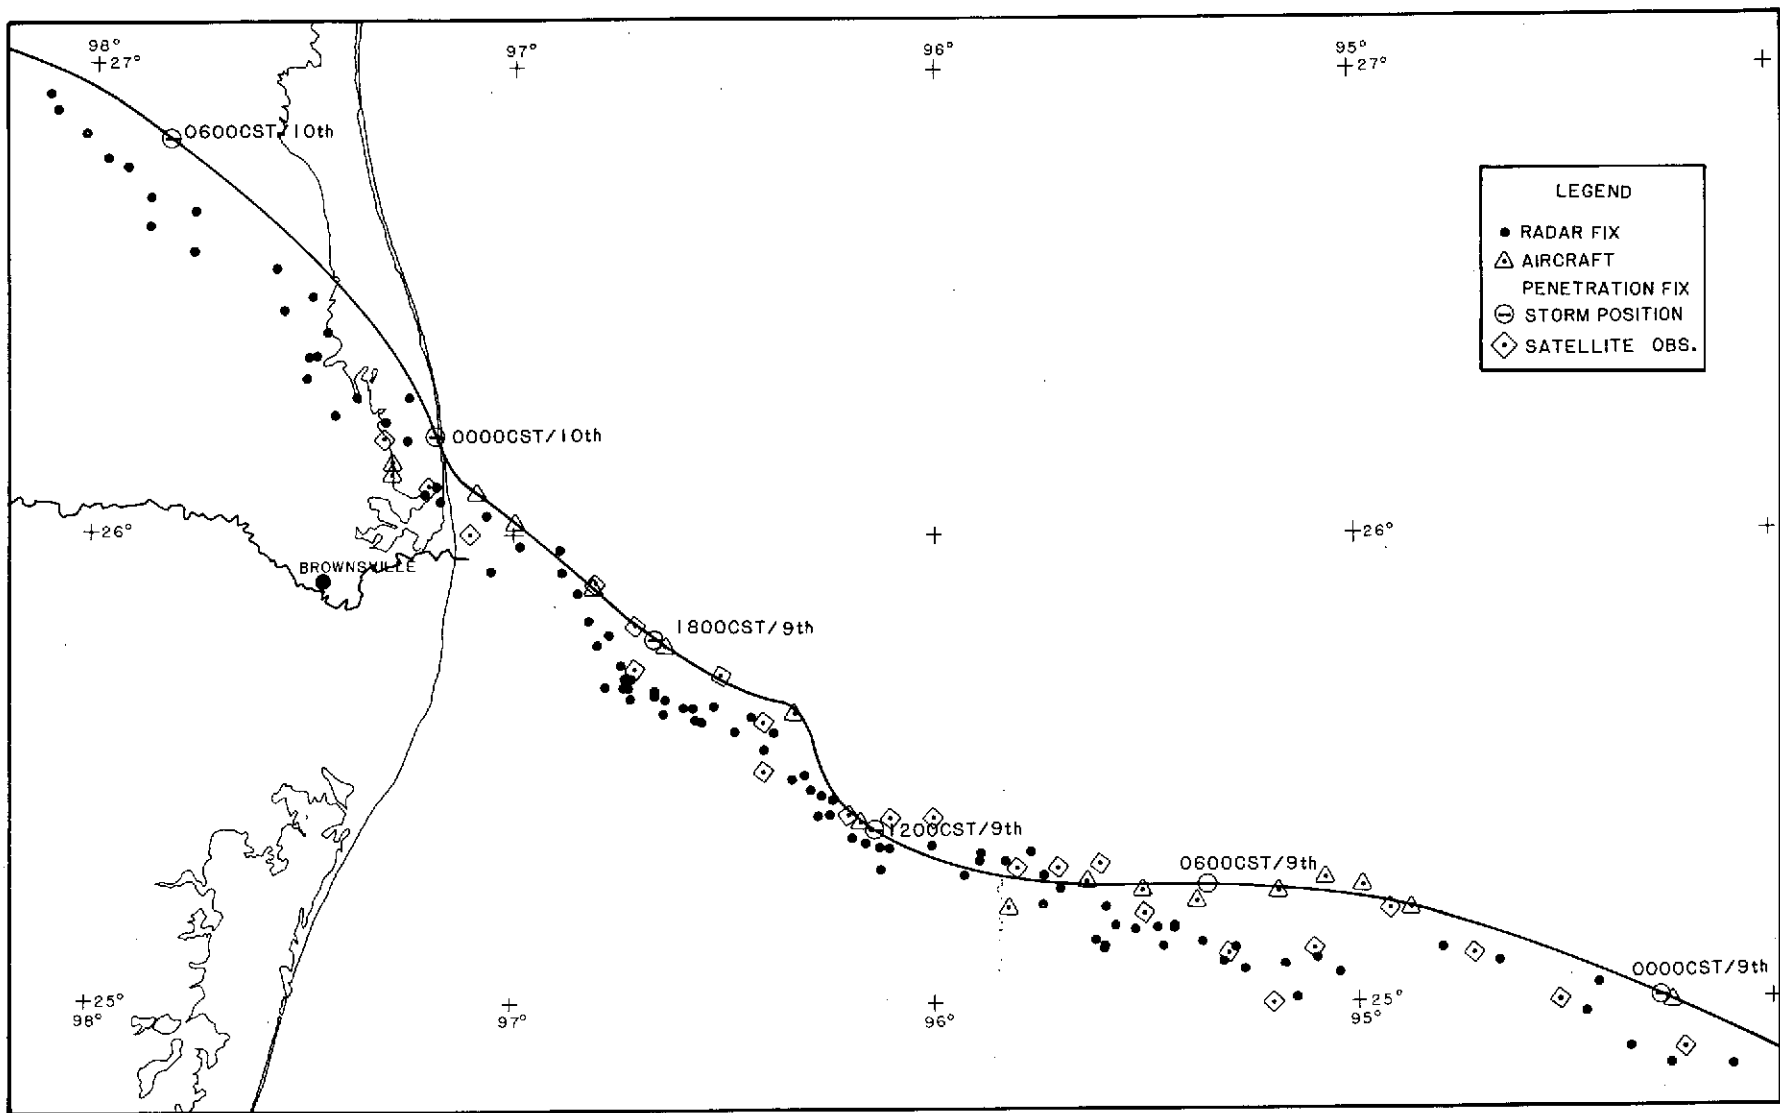 98°
97°
96°
95°
27°
27°
0600CST/10th
LEGEND
RADAR FIX
AIRCRAFT
PENETRATION FIX
STORM POSITION
SATELLITE OBS.
0000CST/10th
26°
26°
BROWNSVILLE
1800CST/9th
1200CST/9th
0600CST/9th
0000CST/9th
25°
25°
98°
97°
96°
95°